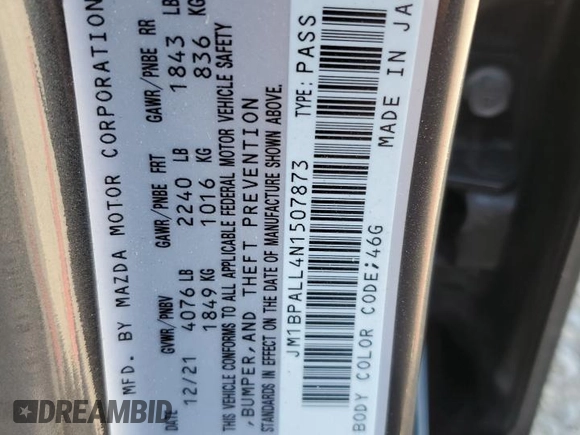 MFD. BY MAZDA MOTOR CORPORATION
GVWR/PNBV GAWR/PNBE FRT GAWR/PNBE RR
DATE 12/21 4076 LB 2240 LB 1843 LB
1849 KG 1016 KG 836 KG
THIS VEHICLE CONFORMS TO ALL APPLICABLE FEDERAL MOTOR VEHICLE SAFETY
,BUMPER,AND THEFT PREVENTION
STANDARDS IN EFFECT ON THE DATE OF MANUFACTURE SHOWN ABOVE.
JM1BPALL4N1507873 TYPE: PASS
BODY COLOR CODE;46G MADE IN JA
DREAMBID